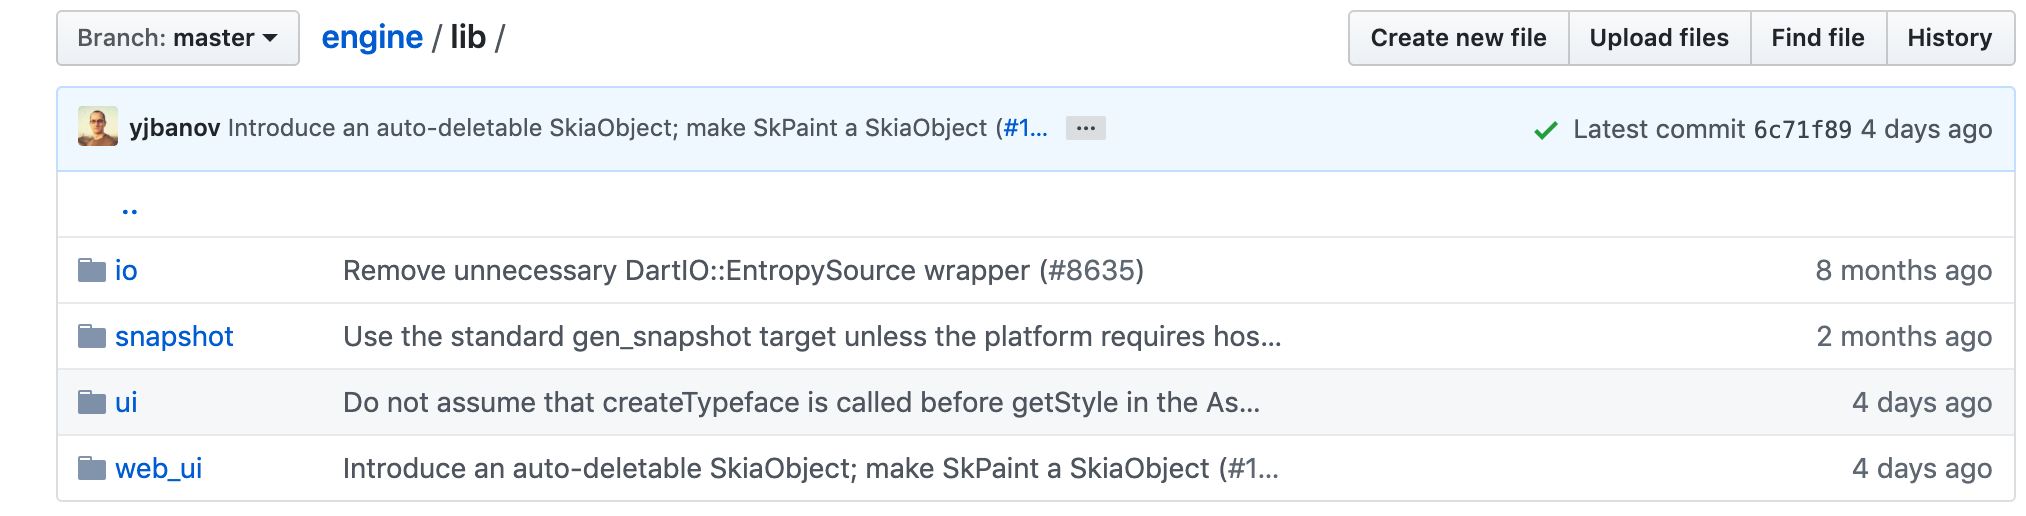 Branch: master engine / lib / Create new file Upload files Find file History
yjbanov Introduce an auto-deletable SkiaObject; make SkPaint a SkiaObject (#1... ... Latest commit 6c71f89 4 days ago
..
io Remove unnecessary DartIO::EntropySource wrapper (#8635) 8 months ago
snapshot Use the standard gen_snapshot target unless the platform requires hos... 2 months ago
ui Do not assume that createTypeface is called before getStyle in the As... 4 days ago
web_ui Introduce an auto-deletable SkiaObject; make SkPaint a SkiaObject (#1... 4 days ago